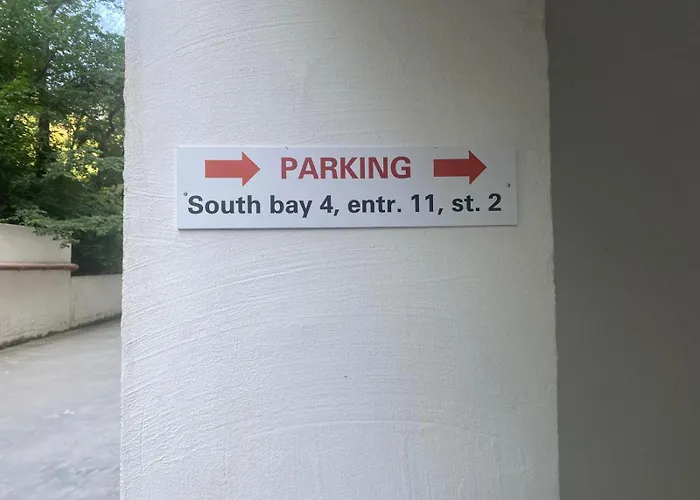 PARKING
South bay 4, entr. 11, st. 2